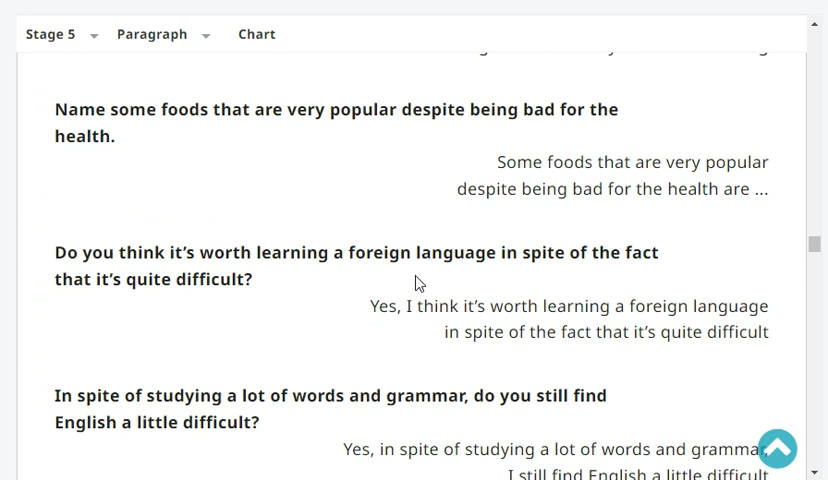 Stage 5 Paragraph Chart
Name some foods that are very popular despite being bad for the
health.
Some foods that are very popular
despite being bad for the health are ...
Do you think it’s worth learning a foreign language in spite of the fact
that it’s quite difficult?
Yes, I think it’s worth learning a foreign language
in spite of the fact that it’s quite difficult
In spite of studying a lot of words and grammar, do you still find
English a little difficult?
Yes, in spite of studying a lot of words and grammar,
I still find English a little difficult